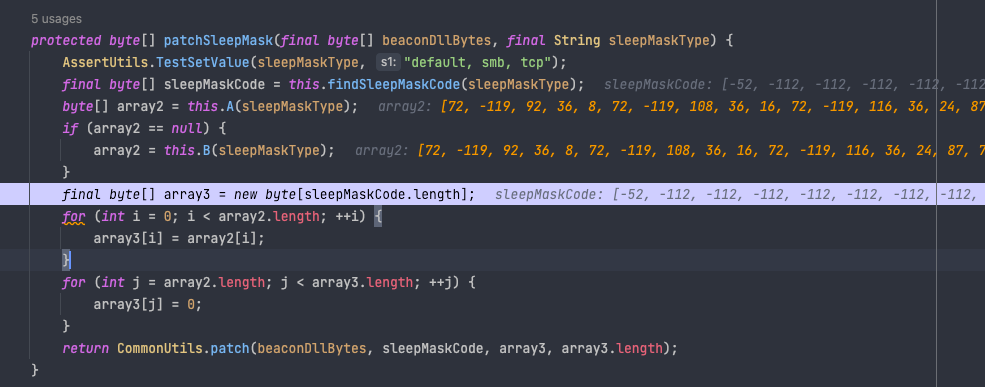 5 usages
protected byte[] patchSleepMask(final byte[] beaconDllBytes, final String sleepMaskType) {
AssertUtils.TestSetValue(sleepMaskType, s1: "default, smb, tcp");
final byte[] sleepMaskCode = this.findSleepMaskCode(sleepMaskType); sleepMaskCode: [-52, -112, -112, -112, -112, -112, -112
byte[] array2 = this.A(sleepMaskType); array2: [72, -119, 92, 36, 8, 72, -119, 108, 36, 16, 72, -119, 116, 36, 24, 87
if (array2 == null) {
array2 = this.B(sleepMaskType); array2: [72, -119, 92, 36, 8, 72, -119, 108, 36, 16, 72, -119, 116, 36, 24, 87, 7
}
final byte[] array3 = new byte[sleepMaskCode.length]; sleepMaskCode: [-52, -112, -112, -112, -112, -112, -112, -112, -112,
for (int i = 0; i < array2.length; ++i) {
array3[i] = array2[i];
}
for (int j = array2.length; j < array3.length; ++j) {
array3[j] = 0;
}
return CommonUtils.patch(beaconDllBytes, sleepMaskCode, array3, array3.length);
}